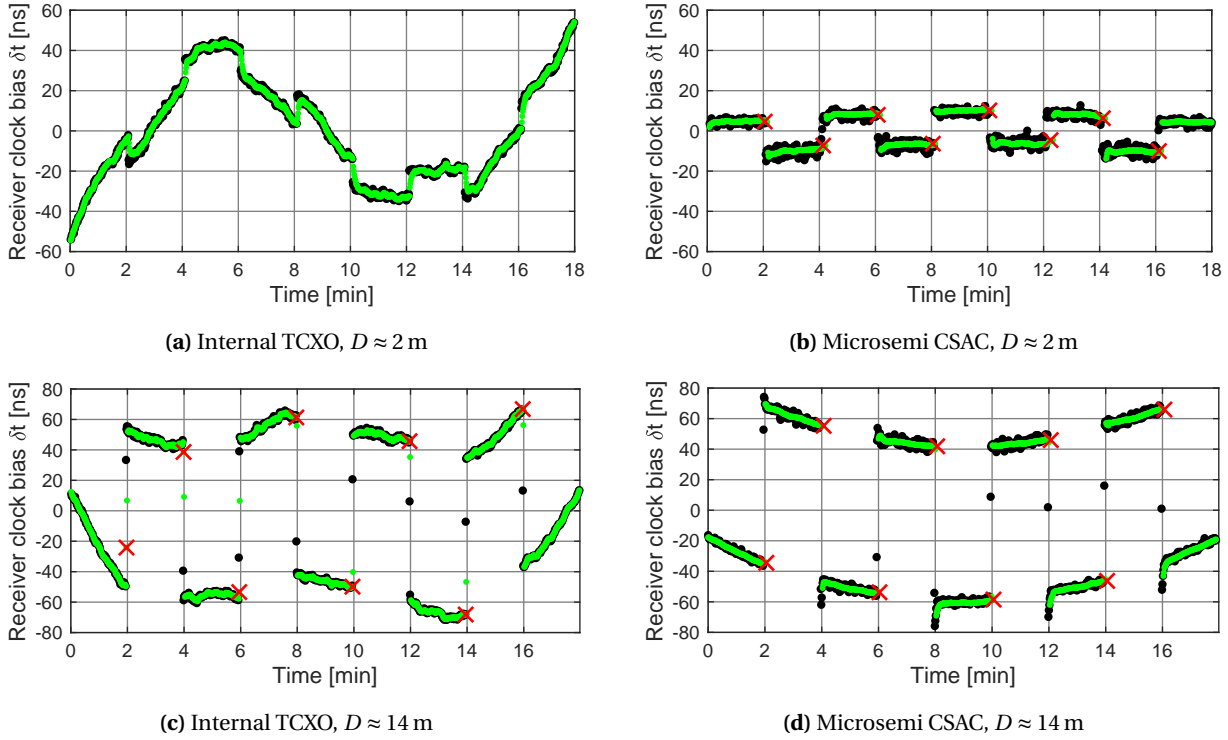 Receiver clock bias δt [ns]
60
40
20
0
-20
-40
-60
0 2 4 6 8 10 12 14 16 18
Time [min]
(a) Internal TCXO, D ≈ 2 m
Receiver clock bias δt [ns]
60
40
20
0
-20
-40
-60
0 2 4 6 8 10 12 14 16 18
Time [min]
(b) Microsemi CSAC, D ≈ 2 m
Receiver clock bias δt [ns]
80
60
40
20
0
-20
-40
-60
-80
0 2 4 6 8 10 12 14 16
Time [min]
(c) Internal TCXO, D ≈ 14 m
Receiver clock bias δt [ns]
80
60
40
20
0
-20
-40
-60
-80
0 2 4 6 8 10 12 14 16
Time [min]
(d) Microsemi CSAC, D ≈ 14 m